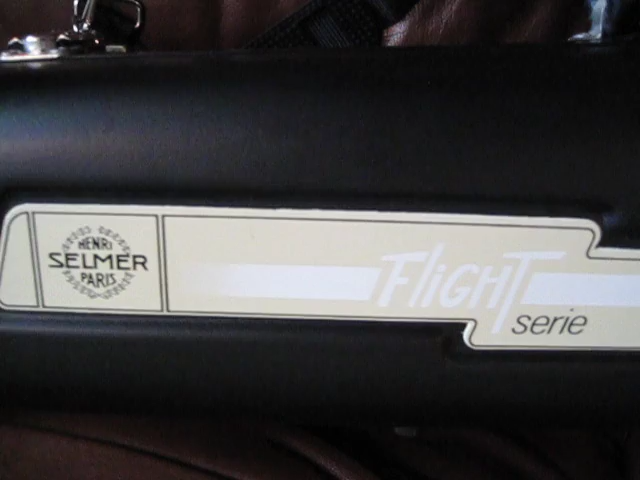 HENRI
SELMER
PARIS
FliGHT
serie